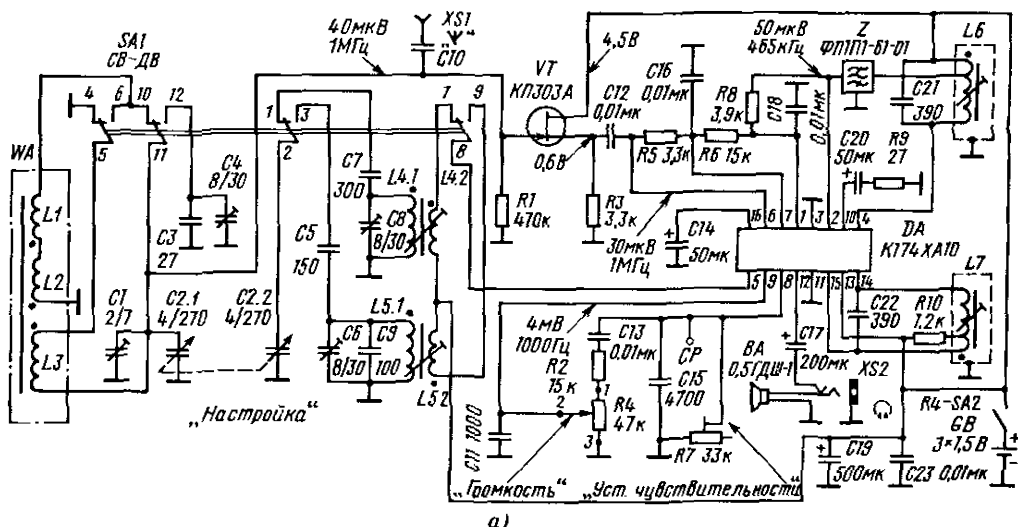 40мкВ
1МГц
XS1
"Ψ"
C10
SA1
СВ-ДВ
4 6 10 12
5
11
1 3
2
7 9
8
WA
L1
L2
L3
C4
8/30
C3
27
C1
2/7
C2.1
4/270
C2.2
4/270
„Настройка“
C7
300
C5
150
L4.1
L4.2
C8
8/30
L5.1
C6
8/30
C9
100
L5.2
VT
КП303А
4,5В
0,6В
C12
0,01мк
C16
0,01мк
R5 3,3к
R6 15к
R8
3,9к
C18
0,01мк
R1
470к
R3
3,3к
30мкВ
1МГц
C14
50мк
50мкВ
465кГц
Z
ФП1П1-61-01
L6
C21
390
C20
50мк
R9
27
16 6 7 1 3 2 10 4
DA
К174ХА10
5 9 8 12 11 15 13 14
L7
C22
390
R10
1,2к
4мВ
1000Гц
C13
0,01мк
R2
15к
1
2
3
R4
47к
C11 1000
C15
4700
СР
R7 33к
C17
200мк
BA
0,5ГДШ-1
XS2
R4-SA2
GB
3×1,5В
C19
500мк
C23 0,01мк
„Громкость“ „Уст. чувствительности“
а)